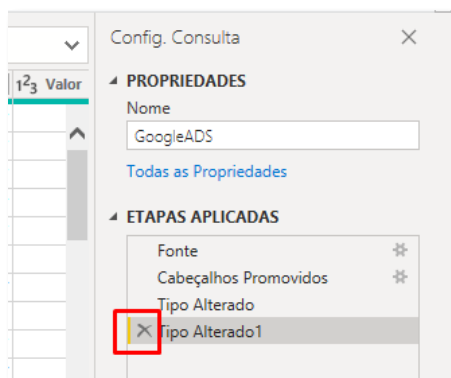 Config. Consulta
1²3 Valor
PROPRIEDADES
Nome
GoogleADS
Todas as Propriedades
ETAPAS APLICADAS
Fonte
Cabeçalhos Promovidos
Tipo Alterado
Tipo Alterado1